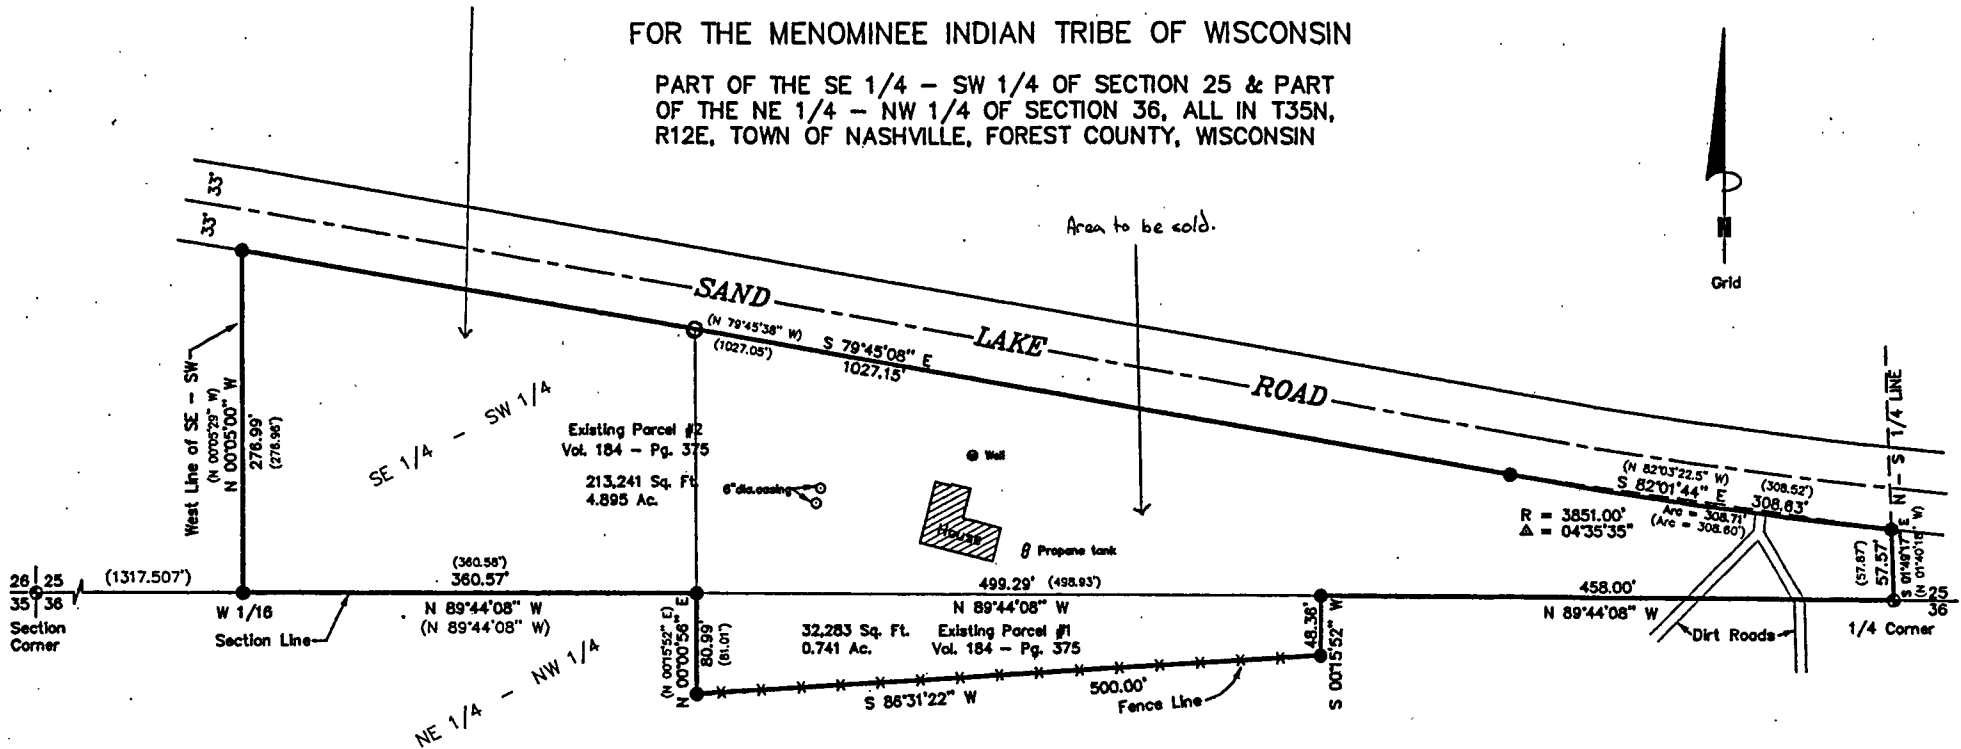 FOR THE MENOMINEE INDIAN TRIBE OF WISCONSIN
PART OF THE SE 1/4 - SW 1/4 OF SECTION 25 & PART
OF THE NE 1/4 - NW 1/4 OF SECTION 36, ALL IN T35N,
R12E, TOWN OF NASHVILLE, FOREST COUNTY, WISCONSIN
33'
33'
Area to be sold.
N
Grid
SAND LAKE ROAD
(N 79°45'38" W)
(1027.05')
S 79°45'08" E
1027.15'
West Line of SE - SW
(N 00°05'29" W)
N 00°05'00" W
276.99'
(276.96')
SE 1/4 - SW 1/4
Existing Parcel #2
Vol. 184 - Pg. 375
213,241 Sq. Ft.
4.895 Ac.
6" dia. casing
Well
House
Propane tank
(N 82°03'22.5" W)
(308.52')
S 82°01'44" E
308.63'
Arc = 308.71'
(Arc = 308.60')
R = 3851.00'
Δ = 04°35'35"
N - S 1/4 LINE
(57.87')
57.57'
S 01°49'17" E
(N 01°40'18" W)
26 25
35 36
Section
Corner
(1317.507')
W 1/16
Section Line
(360.58')
360.57'
N 89°44'08" W
(N 89°44'08" W)
499.29' (498.93')
N 89°44'08" W
458.00'
N 89°44'08" W
25
36
1/4 Corner
Dirt Roads
(N 00°15'52" E)
N 00°00'56" E
80.99'
(81.01')
32,283 Sq. Ft.
0.741 Ac.
Existing Parcel #1
Vol. 184 - Pg. 375
48.38'
S 00°15'52" W
S 86°31'22" W
500.00'
Fence Line
NE 1/4 - NW 1/4